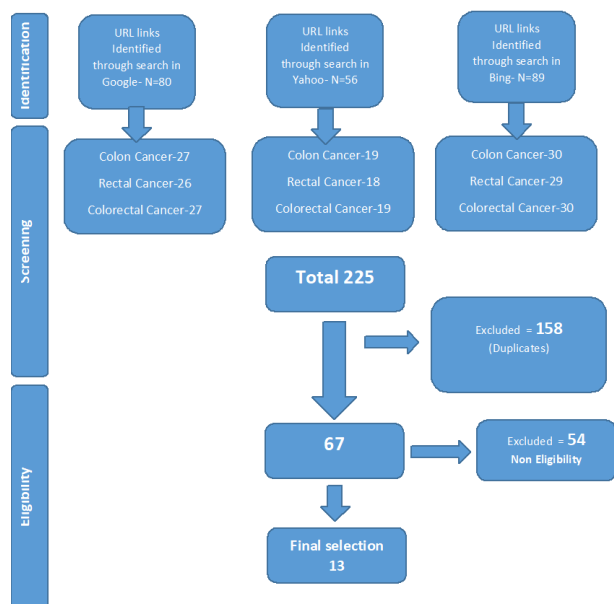 Identification
URL links
Identified
through search in
Google- N=80
URL links
Identified
through search in
Yahoo- N=56
URL links
Identified
through search in
Bing- N=89
Screening
Colon Cancer-27
Rectal Cancer-26
Colorectal Cancer-27
Colon Cancer-19
Rectal Cancer-18
Colorectal Cancer-19
Colon Cancer-30
Rectal Cancer-29
Colorectal Cancer-30
Total 225
Excluded = 158
(Duplicates)
Eligibility
67
Excluded = 54
Non Eligibility
Final selection
13